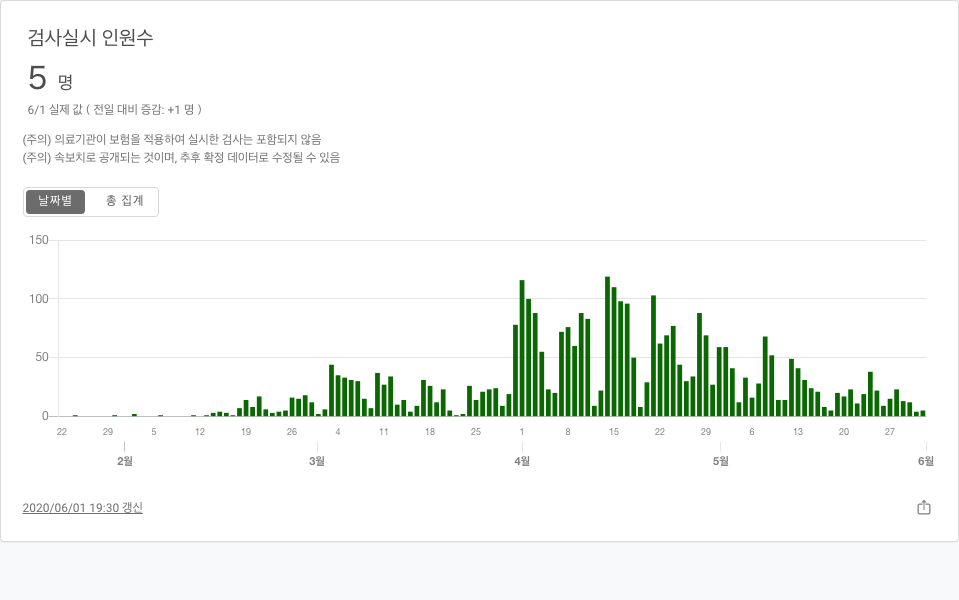 검사실시 인원수
5 명
6/1 실제 값 ( 전일 대비 증감: +1 명 )
(주의) 의료기관이 보험을 적용하여 실시한 검사는 포함되지 않음
(주의) 속보치로 공개되는 것이며, 추후 확정 데이터로 수정될 수 있음
날짜별 총 집계
150
100
50
0
22 29 5 12 19 26 4 11 18 25 1 8 15 22 29 6 13 20 27
2월 3월 4월 5월 6월
2020/06/01 19:30 갱신